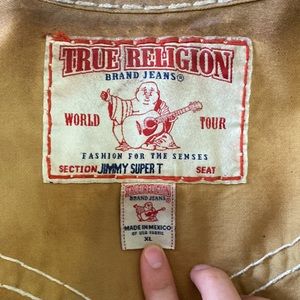 TRUE RELIGION
BRAND JEANS®
WORLD TOUR
FASHION FOR THE SENSES
SECTION JIMMY SUPER T SEAT
TRUE RELIGION
BRAND JEANS
MADE IN MEXICO
OF USA FABRIC
XL